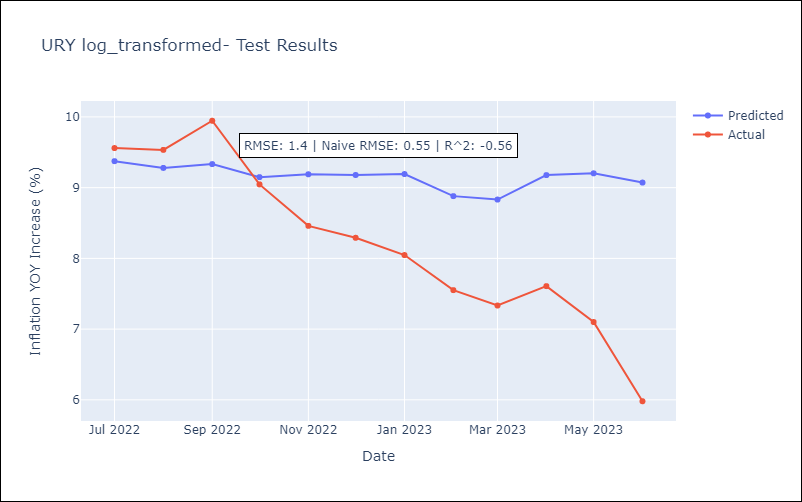 URY log_transformed- Test Results
Predicted
Actual
RMSE: 1.4 | Naive RMSE: 0.55 | R^2: -0.56
Inflation YOY Increase (%)
10
9
8
7
6
Jul 2022
Sep 2022
Nov 2022
Jan 2023
Mar 2023
May 2023
Date